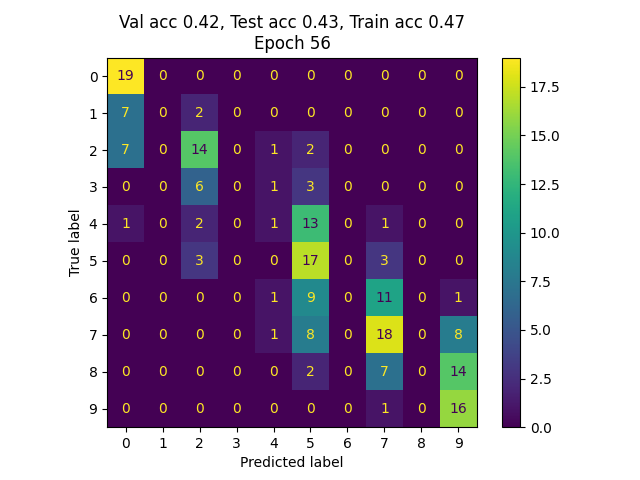 Val acc 0.42, Test acc 0.43, Train acc 0.47
Epoch 56
0 19 0 0 0 0 0 0 0 0 0
1 7 0 2 0 0 0 0 0 0 0
2 7 0 14 0 1 2 0 0 0 0
3 0 0 6 0 1 3 0 0 0 0
4 1 0 2 0 1 13 0 1 0 0
5 0 0 3 0 0 17 0 3 0 0
6 0 0 0 0 1 9 0 11 0 1
7 0 0 0 0 1 8 0 18 0 8
8 0 0 0 0 0 2 0 7 0 14
9 0 0 0 0 0 0 0 1 0 16
0 1 2 3 4 5 6 7 8 9
Predicted label
True label
17.5
15.0
12.5
10.0
7.5
5.0
2.5
0.0